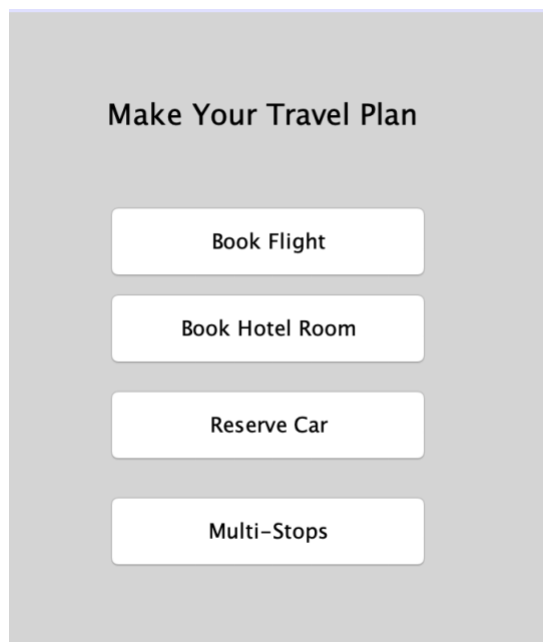 Make Your Travel Plan
Book Flight
Book Hotel Room
Reserve Car
Multi-Stops